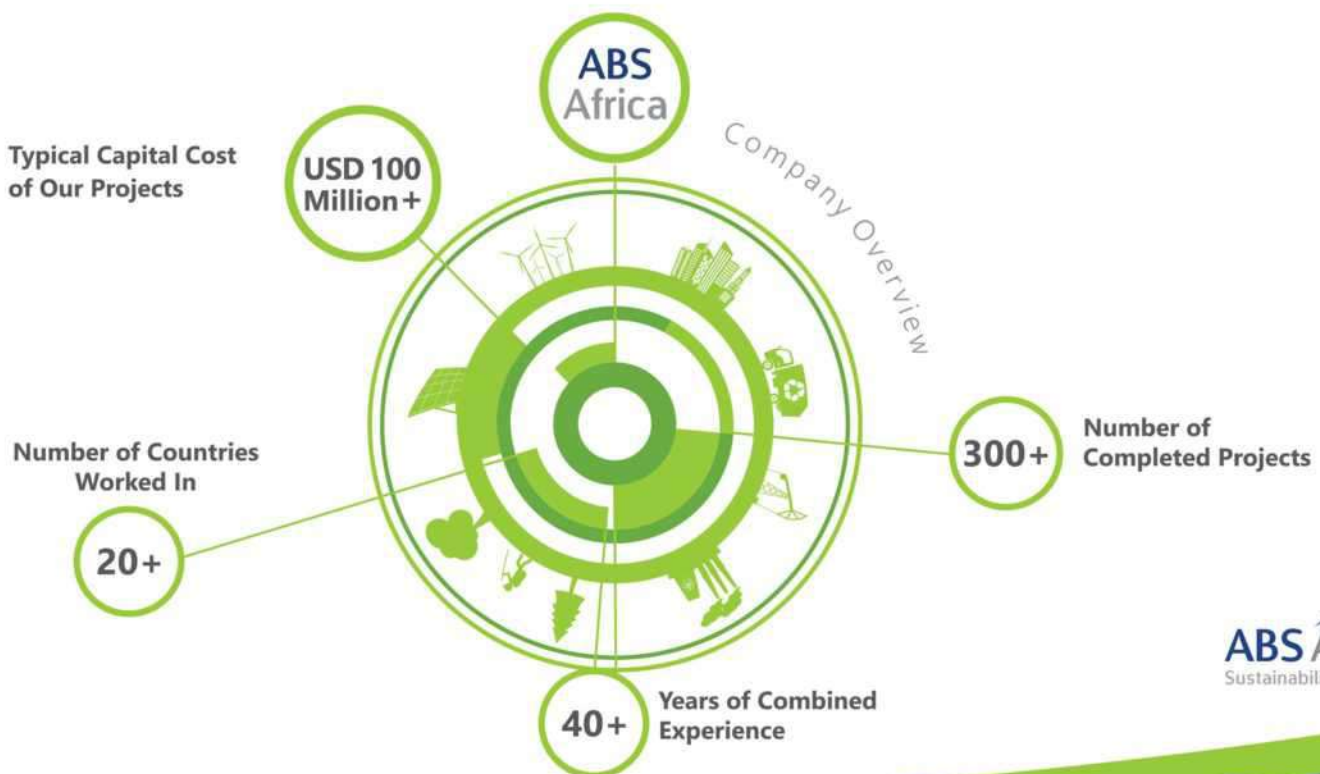 ABS
Africa
Company Overview
Typical Capital Cost
of Our Projects
USD 100
Million+
Number of Countries
Worked In
20+
300+
Number of
Completed Projects
40+
Years of Combined
Experience
ABS